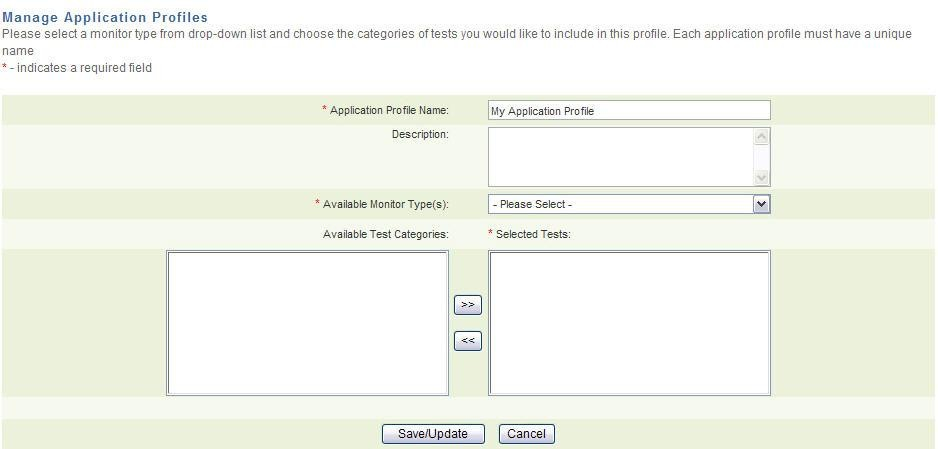 Manage Application Profiles
Please select a monitor type from drop-down list and choose the categories of tests you would like to include in this profile. Each application profile must have a unique
name
* - indicates a required field
* Application Profile Name: My Application Profile
Description:
* Available Monitor Type(s): - Please Select -
Available Test Categories: * Selected Tests:
>>
<<
Save/Update Cancel